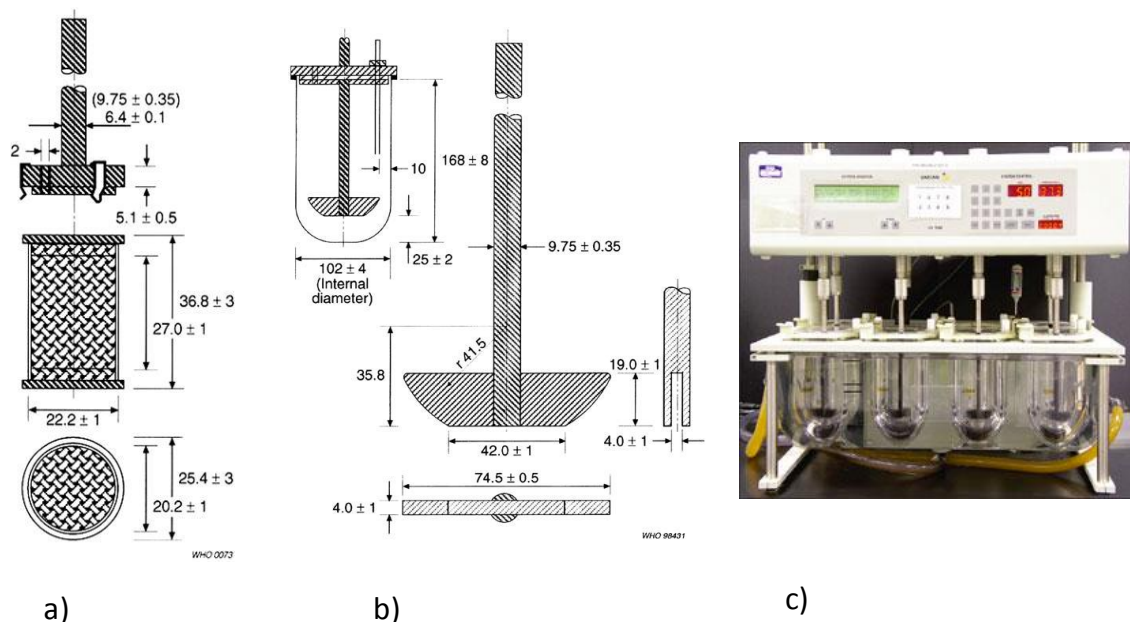 (9.75 ± 0.35)
6.4 ± 0.1
2
5.1 ± 0.5
36.8 ± 3
27.0 ± 1
22.2 ± 1
25.4 ± 3
20.2 ± 1
WHO 0073
a)
10
168 ± 8
25 ± 2
102 ± 4
(Internal
diameter)
9.75 ± 0.35
r 41.5
35.8
19.0 ± 1
42.0 ± 1
4.0 ± 1
74.5 ± 0.5
4.0 ± 1
WHO 98431
b)
c)